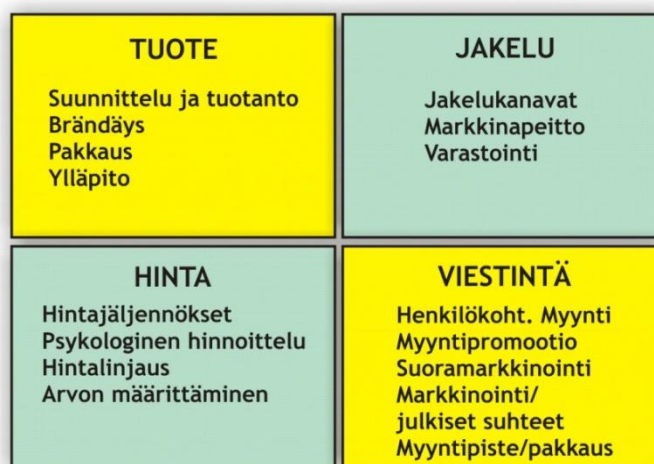 TUOTE
Suunnittelu ja tuotanto
Brändäys
Pakkaus
Ylläpito
JAKELU
Jakelukanavat
Markkinapeitto
Varastointi
HINTA
Hintajäljennökset
Psykologinen hinnoittelu
Hintalinjaus
Arvon määrittäminen
VIESTINTÄ
Henkilökoht. Myynti
Myyntipromootio
Suoramarkkinointi
Markkinointi/
julkiset suhteet
Myyntipiste/pakkaus